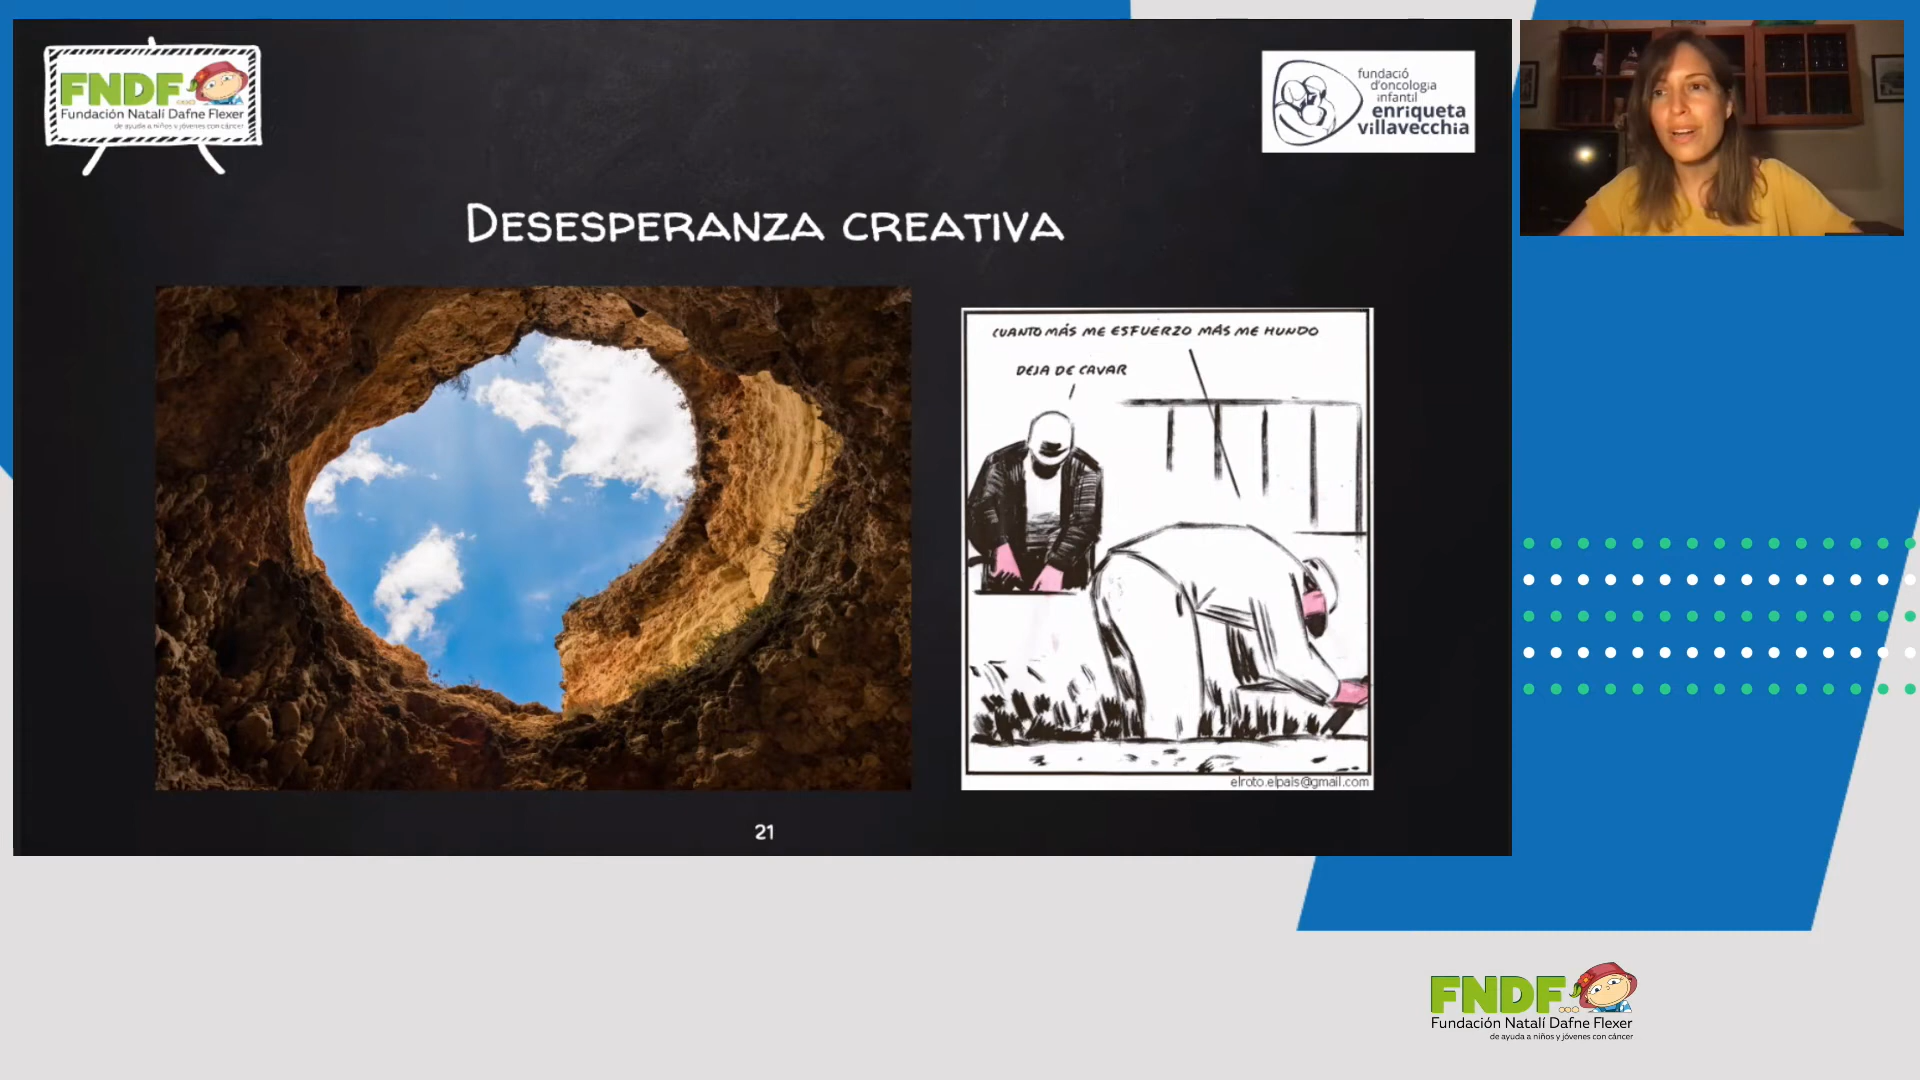 FNDF
Fundación Natalí Dafne Flexer
de ayuda a niños y jóvenes con cáncer
fundació
d'oncologia
infantil
enriqueta
villavecchia
Desesperanza creativa
CUANTO MÁS ME ESFUERZO MAS ME HUNDO
DEJA DE CAVAR
elroto.elpais@gmail.com
21
FNDF
Fundación Natalí Dafne Flexer
de ayuda a niños y jóvenes con cáncer